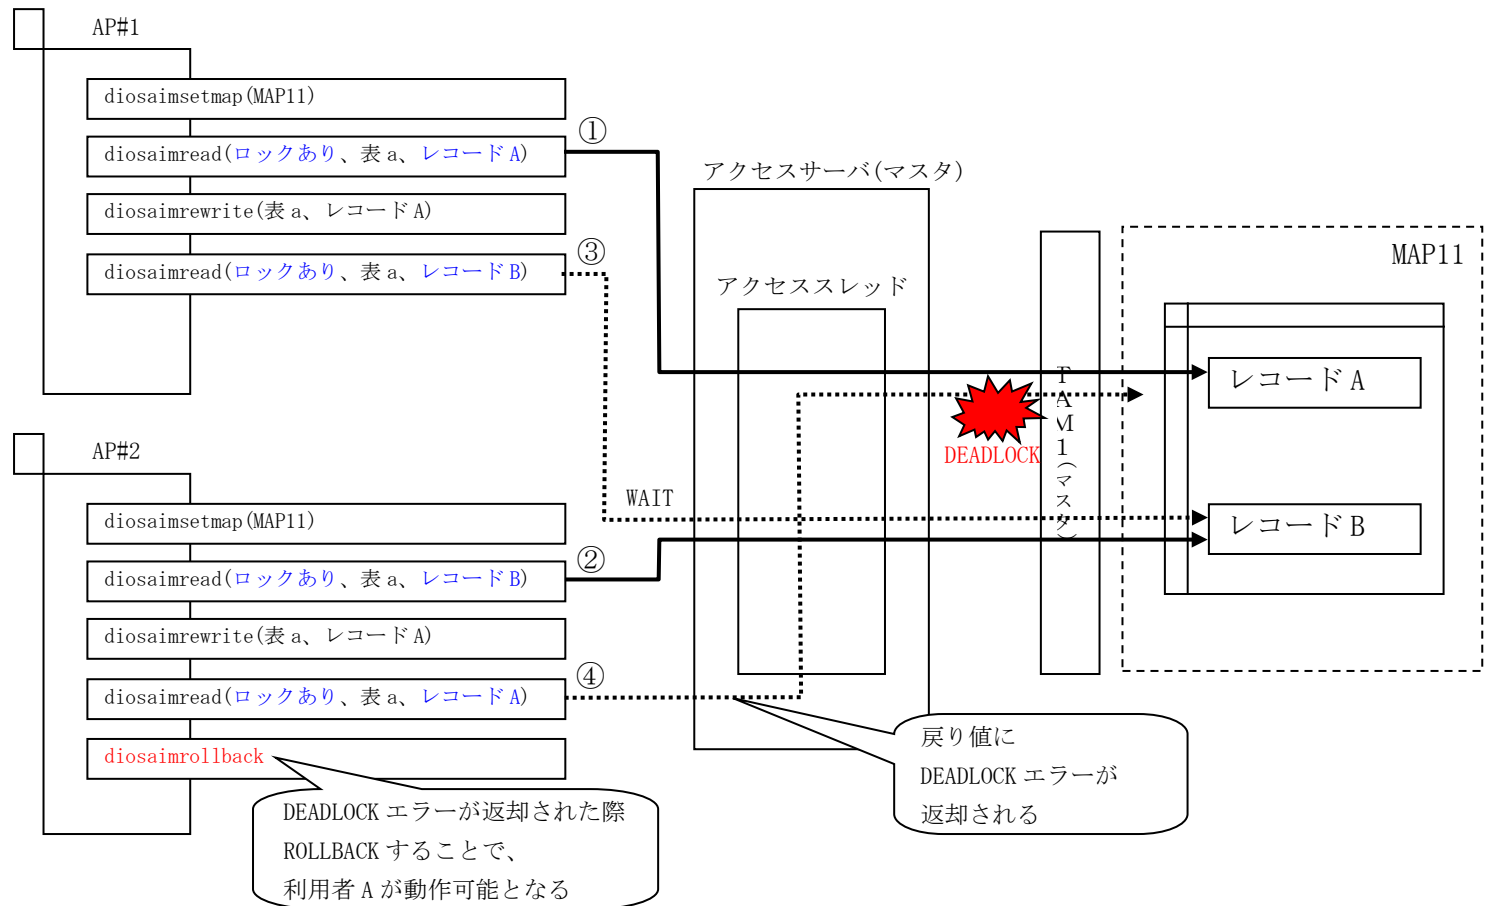 AP#1
diosaimsetmap(MAP11)
diosaimread(ロックあり、表a、レコードA)
①
diosaimrewrite(表a、レコードA)
diosaimread(ロックあり、表a、レコードB)
③
アクセスサーバ(マスタ)
アクセススレッド
MAP11
レコードA
TAM1(マスタ)
DEADLOCK
WAIT
レコードB
AP#2
diosaimsetmap(MAP11)
diosaimread(ロックあり、表a、レコードB)
②
diosaimrewrite(表a、レコードA)
diosaimread(ロックあり、表a、レコードA)
④
diosaimrollback
戻り値に
DEADLOCKエラーが
返却される
DEADLOCKエラーが返却された際
ROLLBACKすることで、
利用者Aが動作可能となる